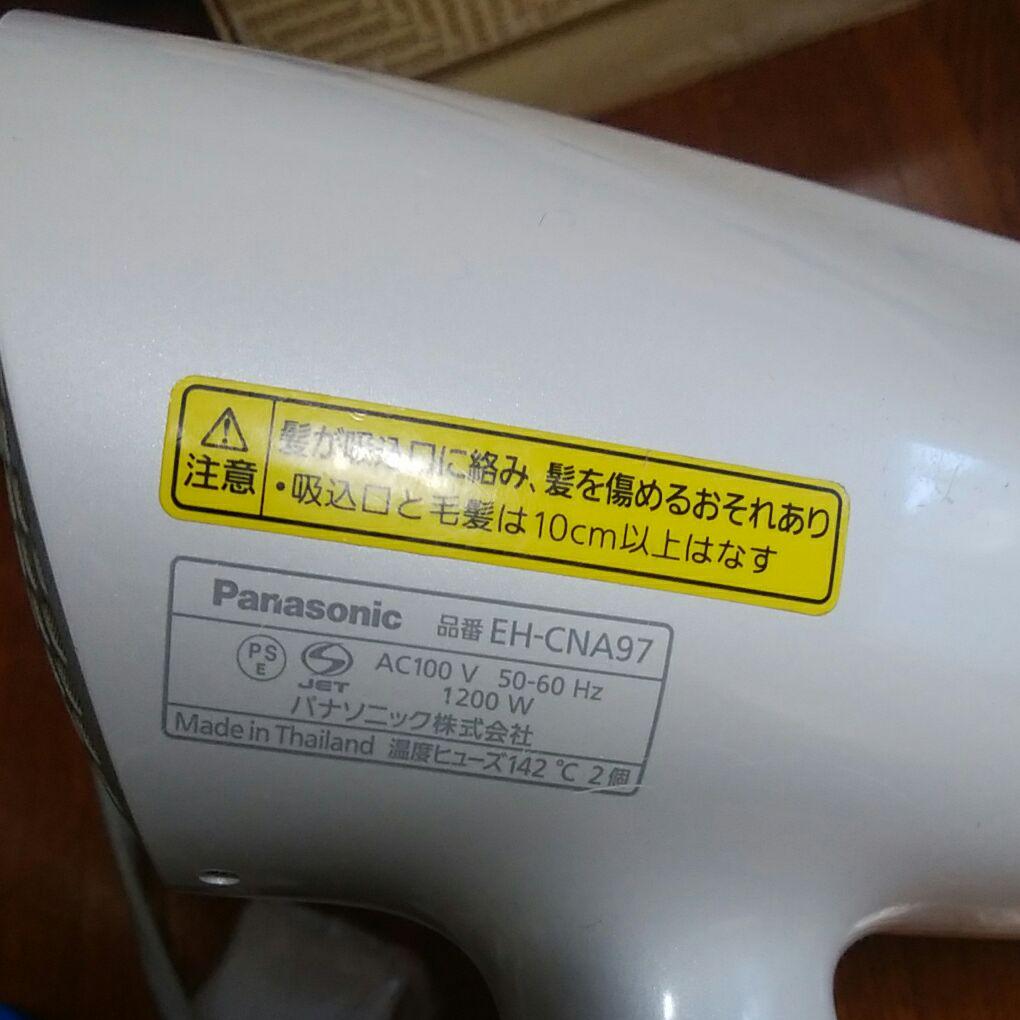 注意
髪が吸込口に絡み、髪を傷めるおそれあり
・吸込口と毛髪は10cm以上はなす
Panasonic 品番 EH-CNA97
PS E JET AC100 V 50-60 Hz
1200 W
パナソニック株式会社
Made in Thailand 温度ヒューズ142 ℃ 2個